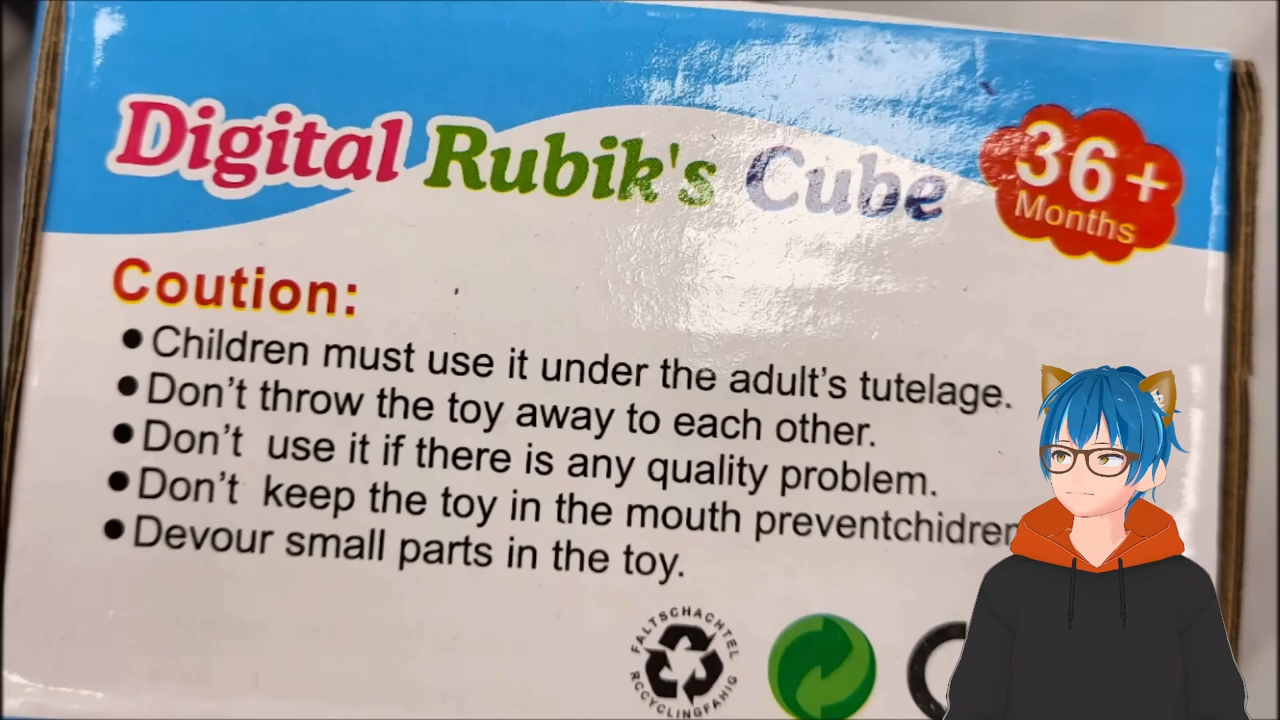 Digital Rubik's Cube
36+
Months
Coution:
● Children must use it under the adult's tutelage.
● Don't throw the toy away to each other.
● Don't use it if there is any quality problem.
● Don't keep the toy in the mouth preventchidren
● Devour small parts in the toy.
FALTSCHACHTEL
RCCYCLINGFAHIG